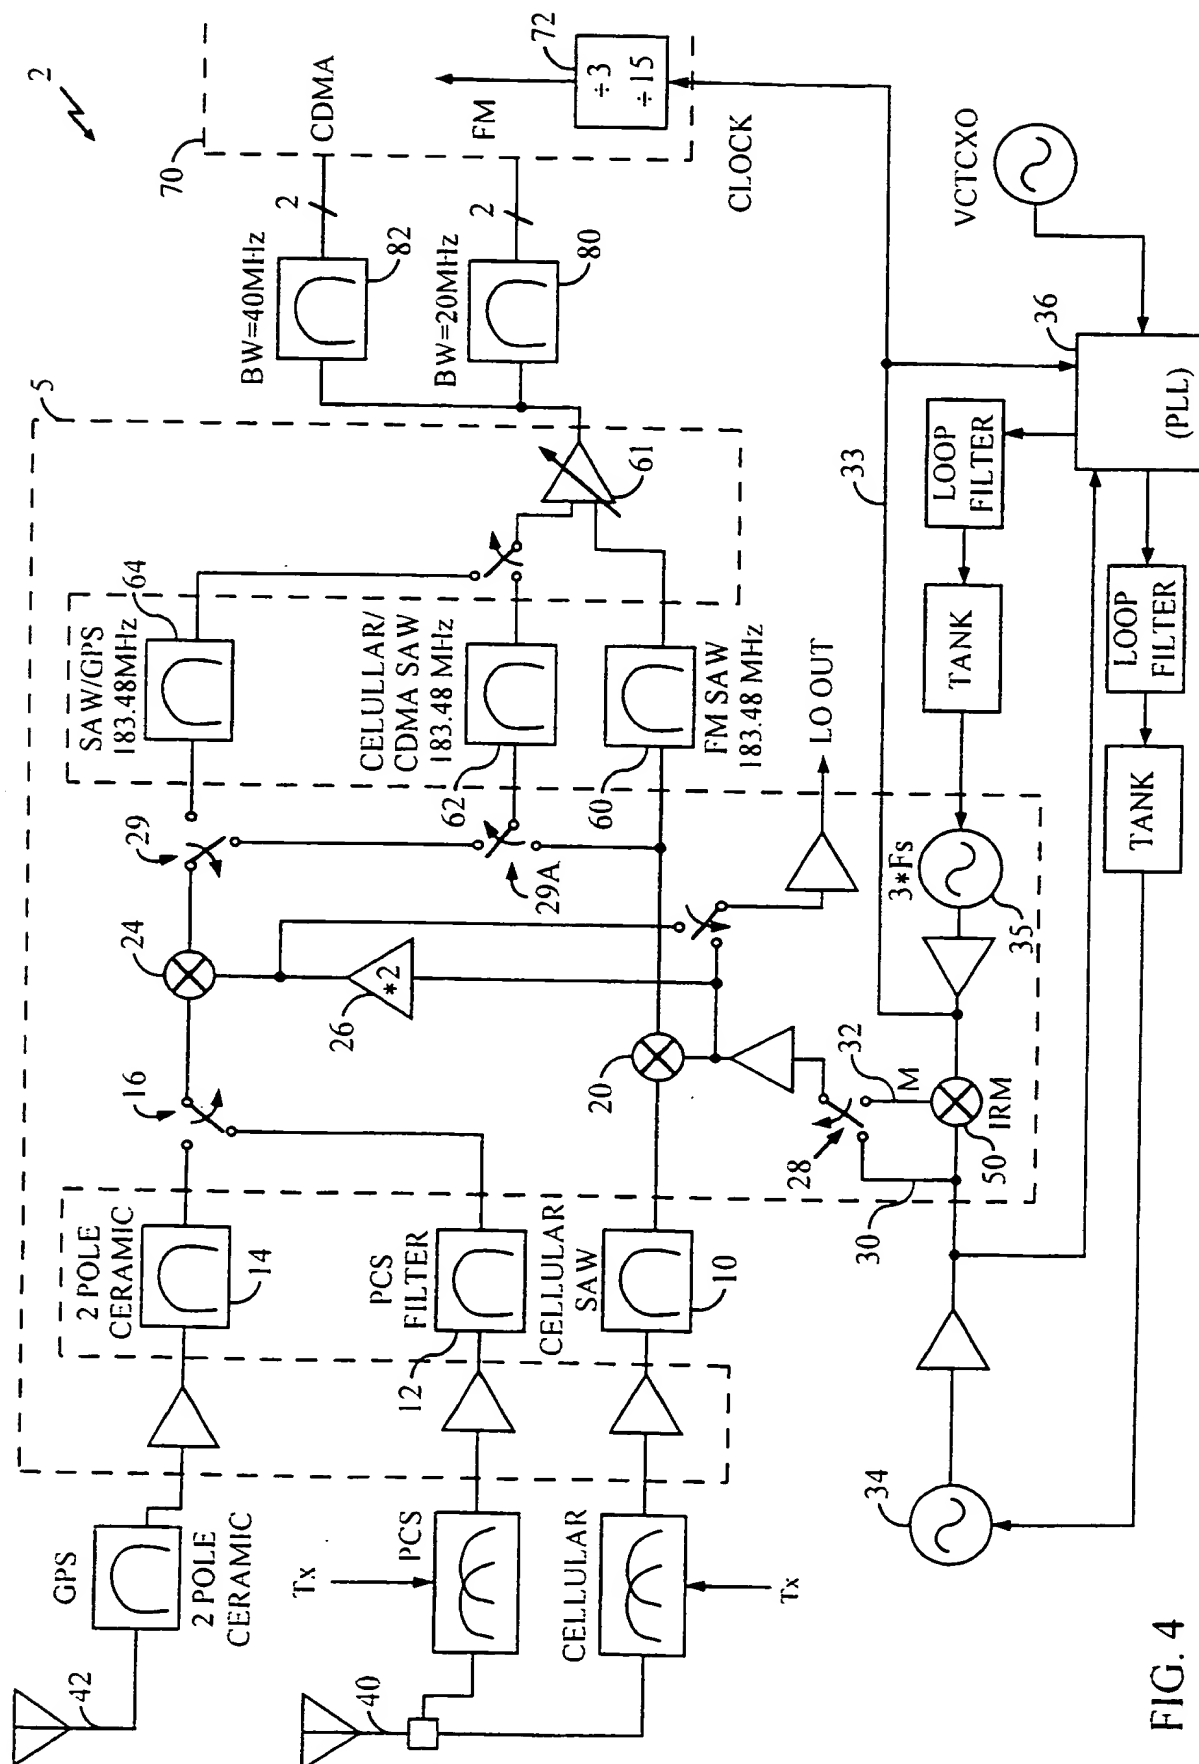 2
42
GPS
2 POLE
CERAMIC
2 POLE
CERAMIC
14
16
24
29
SAW/GPS
183.48MHz
64
5
70
BW=40MHz
2
CDMA
82
40
Tx
PCS
PCS
FILTER
12
26
*2
29A
CELULLAR/
CDMA SAW
183.48 MHz
62
BW=20MHz
2
FM
80
72
÷3
÷15
CLOCK
CELLULAR
Tx
CELLULAR
SAW
10
20
60
FM SAW
183.48 MHz
61
LO OUT
28
30
32
M
50
IRM
35
3*Fs
33
TANK
LOOP
FILTER
36
(PLL)
VCTCXO
34
TANK
LOOP
FILTER
FIG. 4